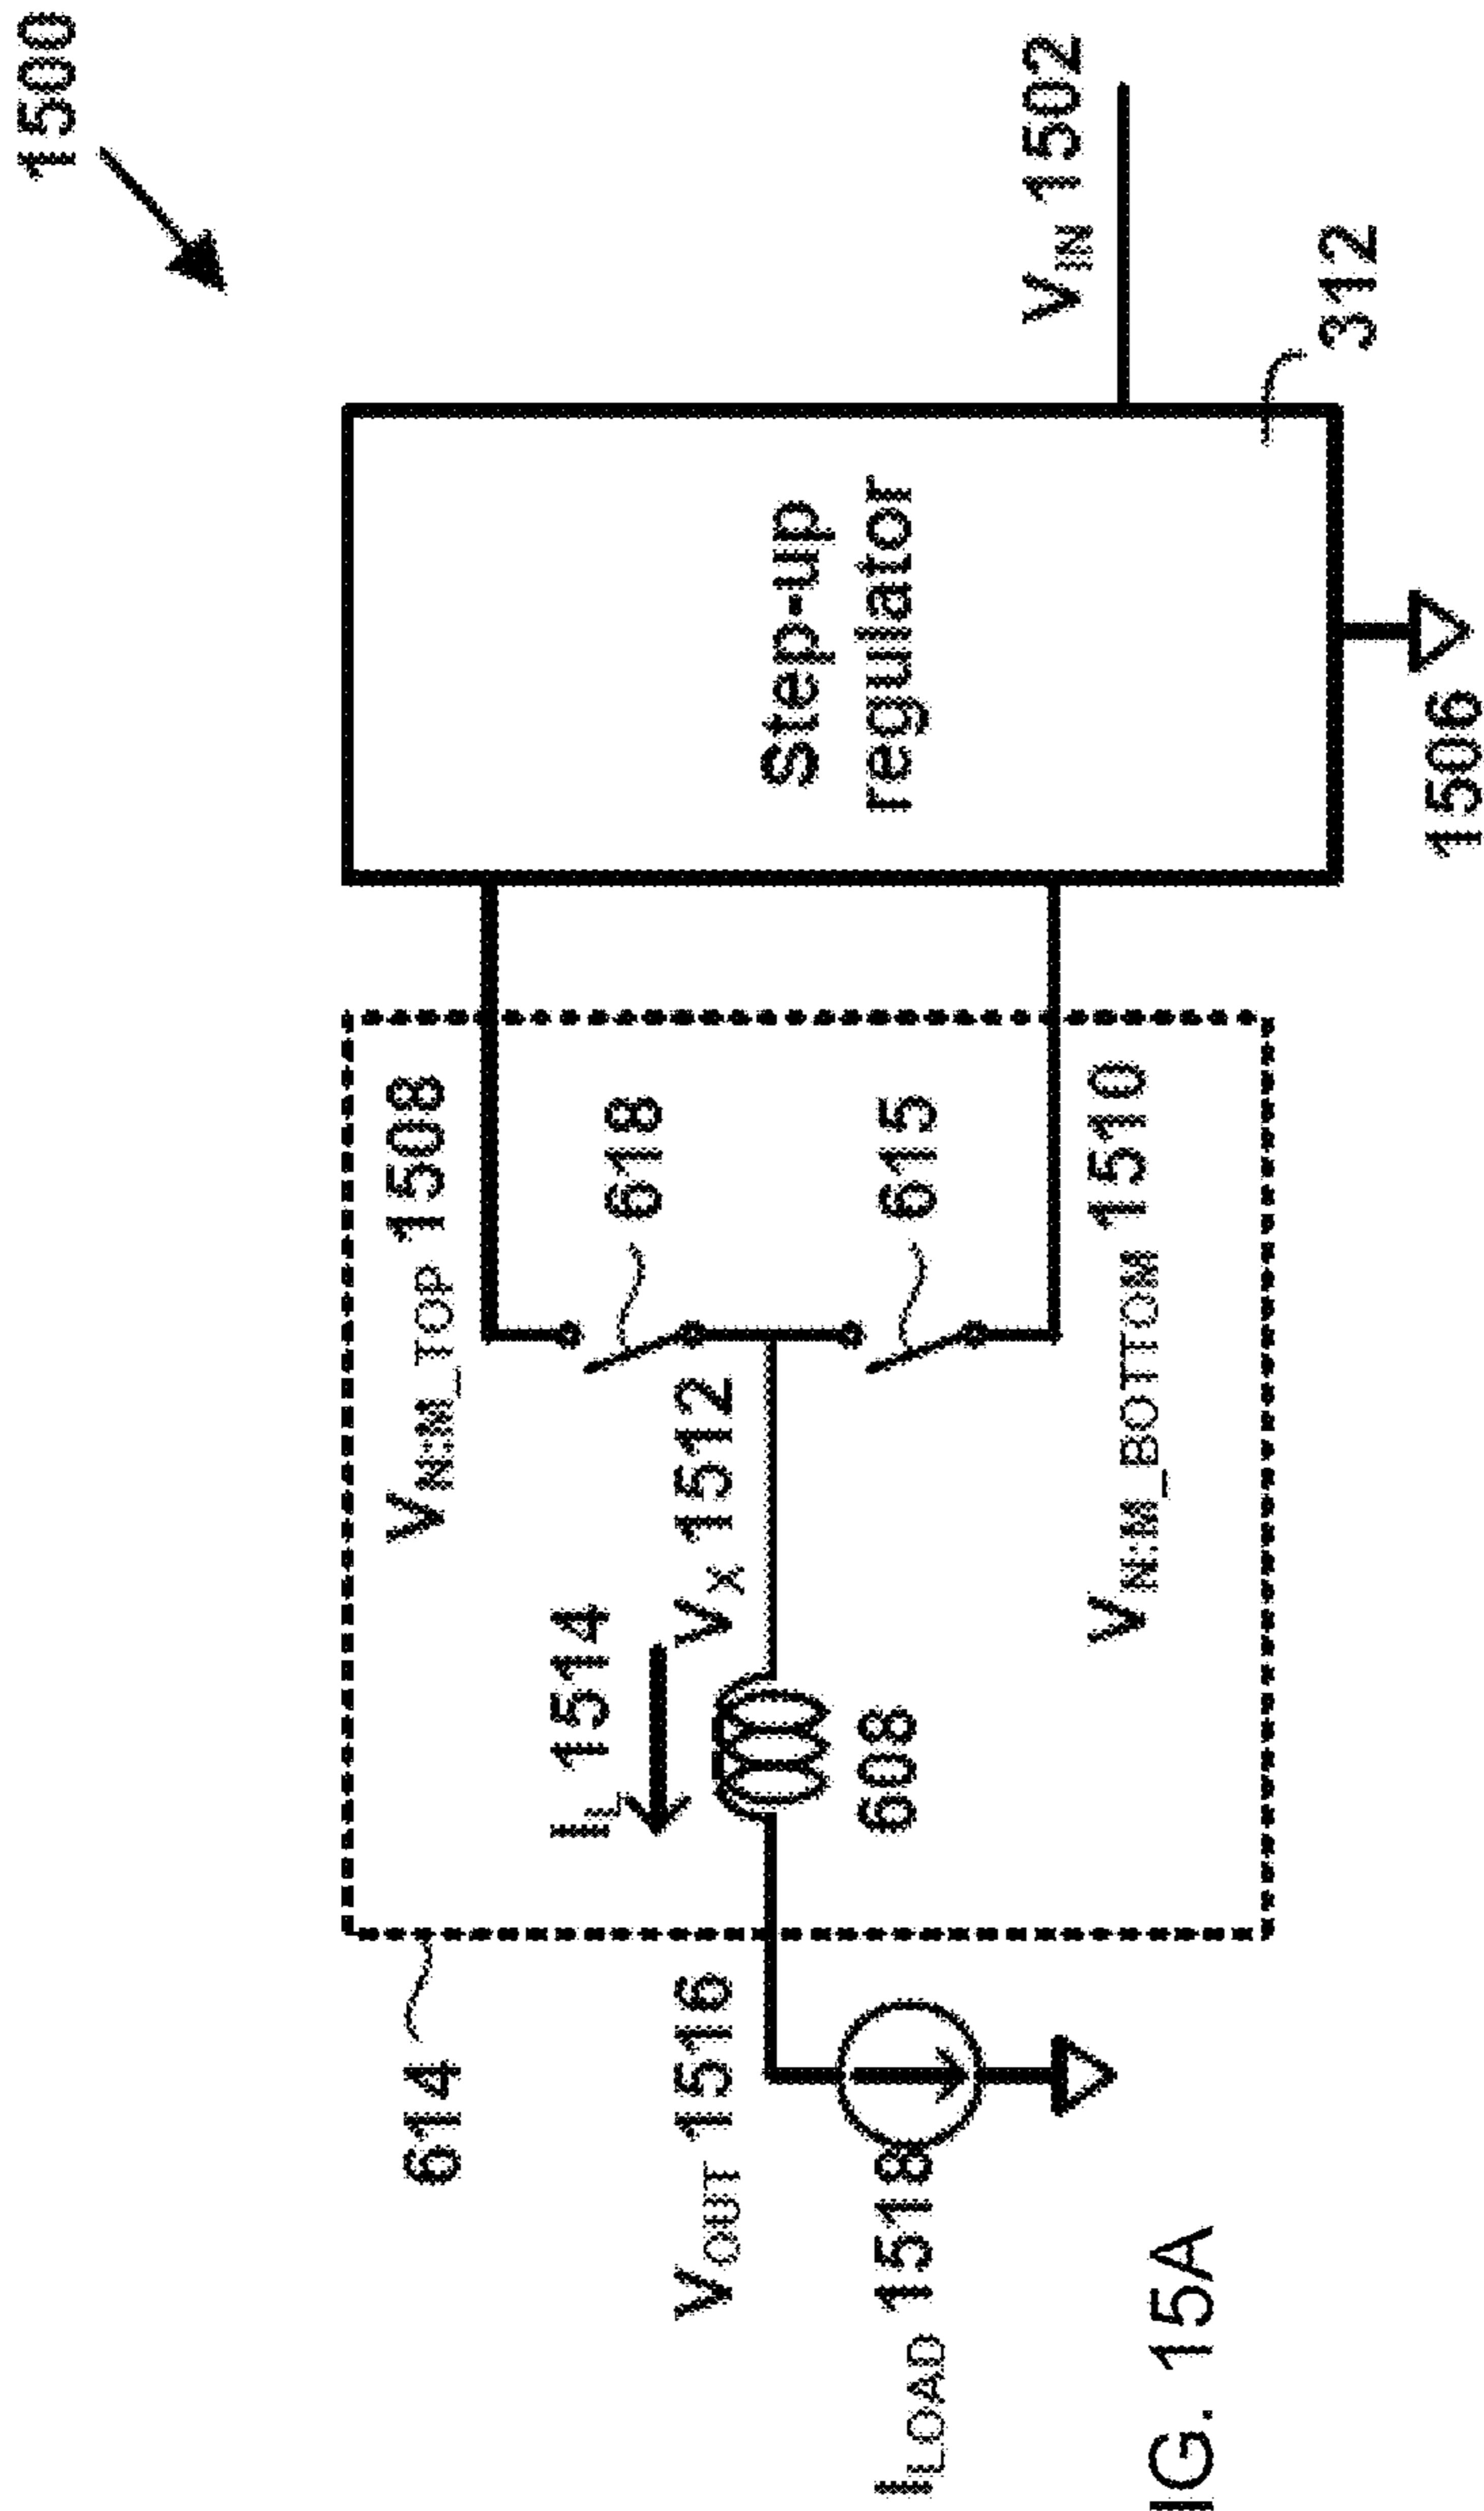 1500
V_N:M_TOP 1508
614
I_L 1514
618
V_OUT 1516
V_X 1512
Step-up
regulator
I_LOAD 1518
608
615
V_IN 1502
V_N:M_BOTTOM 1510
IG. 15A
312
1506